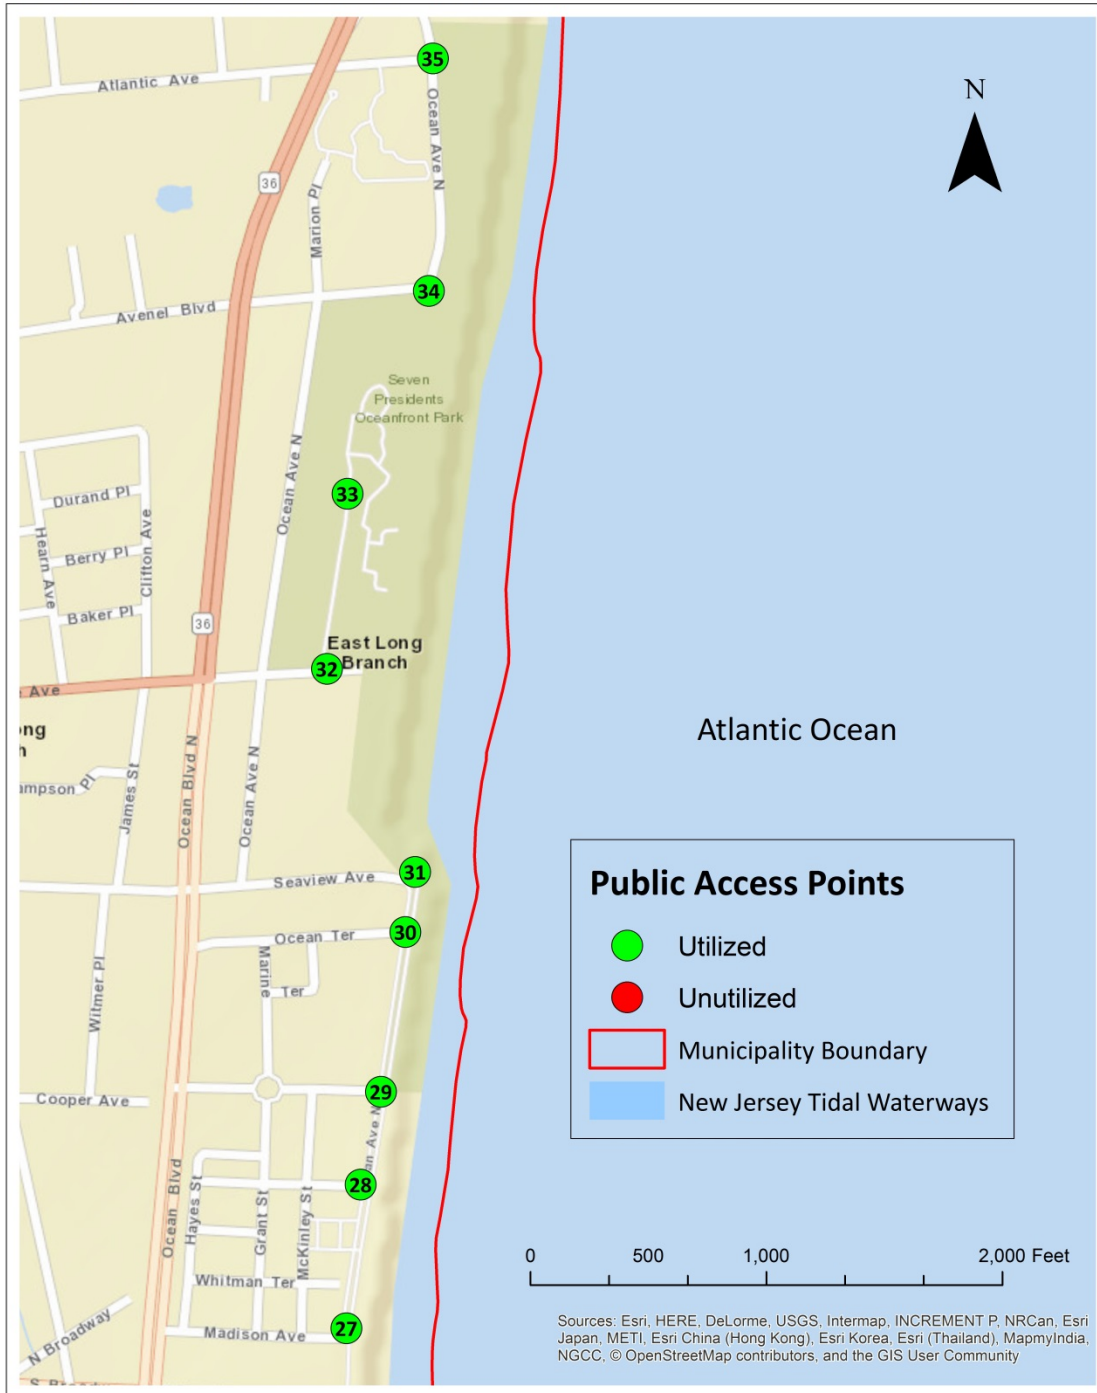 35
Atlantic Ave
Ocean Ave N
N
36
Marion Pl
34
Avenel Blvd
Seven
Presidents
Oceanfront Park
Ocean Ave N
33
Durand Pl
Hearn Ave
Clifton Ave
Berry Pl
Baker Pl
36
East Long
Branch
32
e Ave
ong
h
Atlantic Ocean
Ocean Blvd N
Ocean Ave N
ampson Pl
James St
31
Seaview Ave
30
Ocean Ter
Marine
Ter
Witmer Pl
29
Cooper Ave
an Ave N
28
Ocean Blvd
Hayes St
Grant St
McKinley St
Whitman Ter
27
Madison Ave
N Broadway
S Broadway
Public Access Points
Utilized
Unutilized
Municipality Boundary
New Jersey Tidal Waterways
0 500 1,000 2,000 Feet
Sources: Esri, HERE, DeLorme, USGS, Intermap, INCREMENT P, NRCan, Esri
Japan, METI, Esri China (Hong Kong), Esri Korea, Esri (Thailand), MapmyIndia,
NGCC, © OpenStreetMap contributors, and the GIS User Community